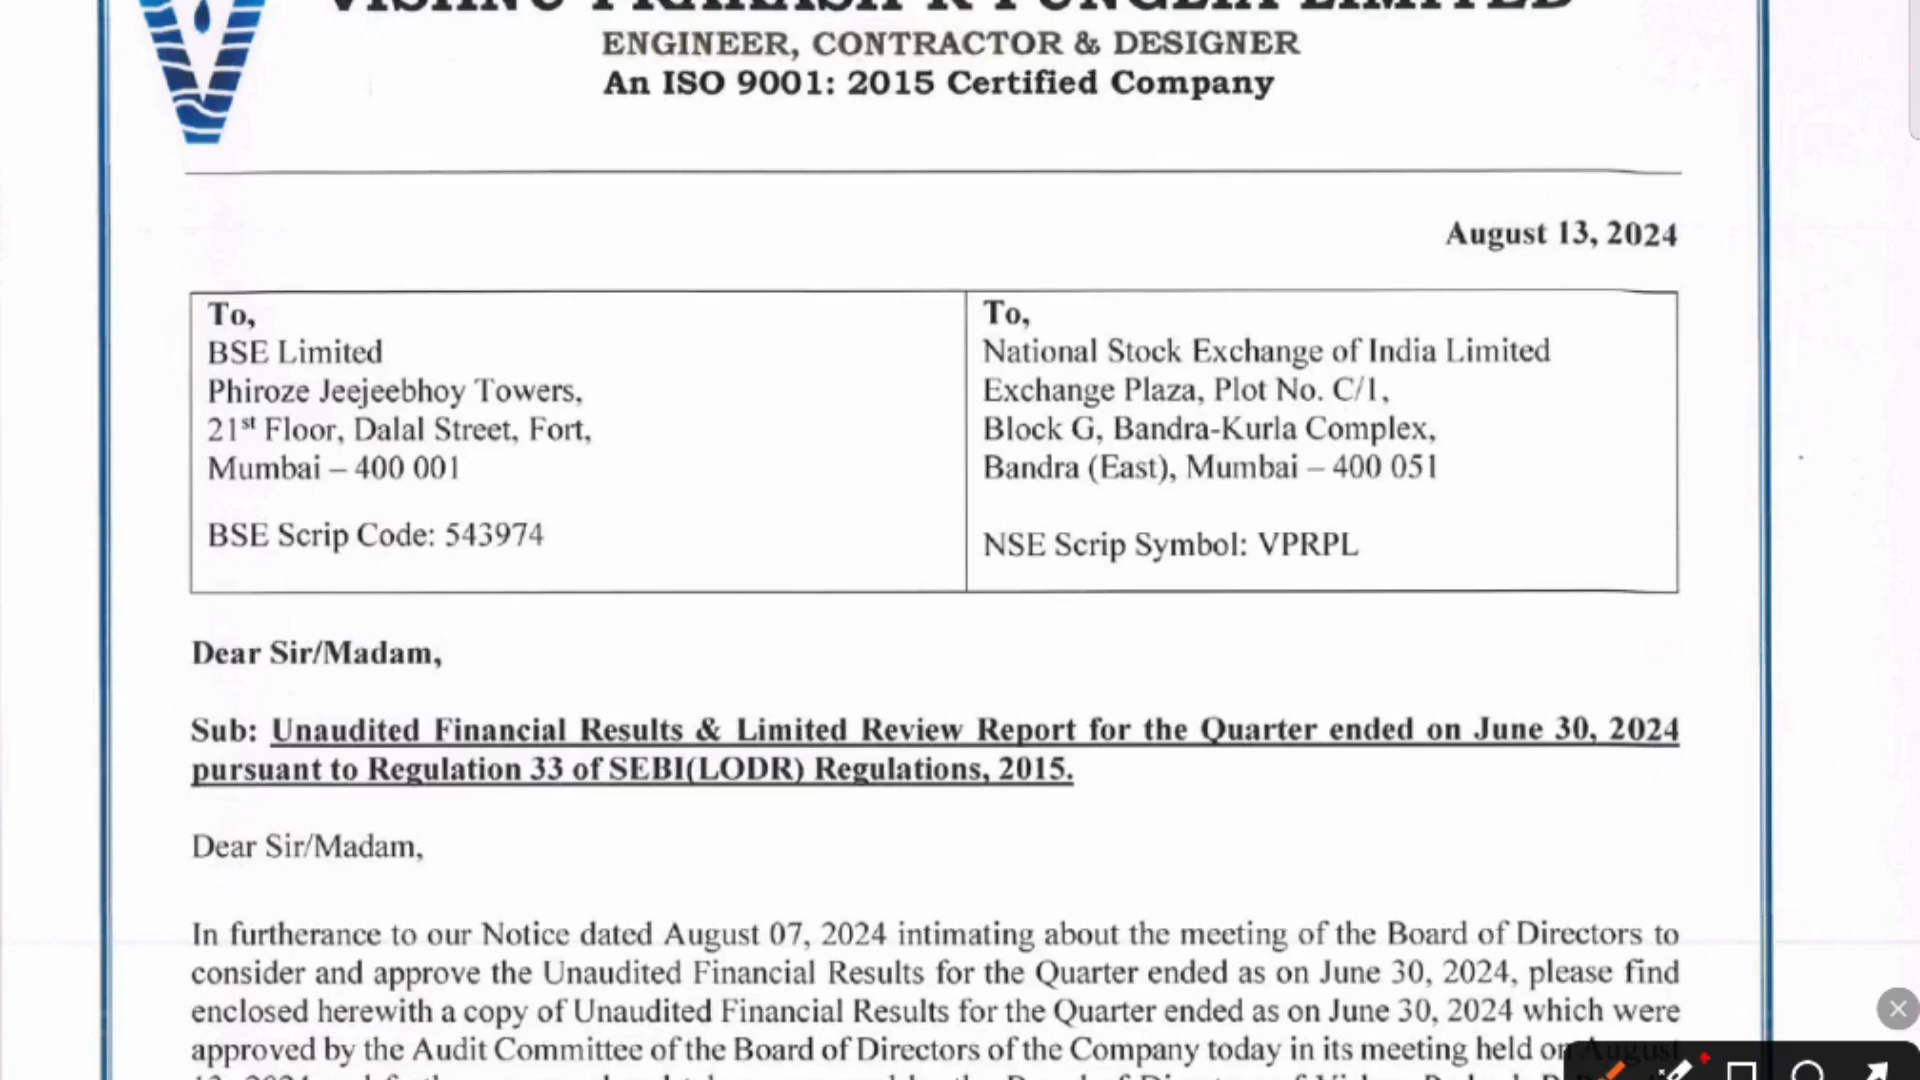 VISHNU PRAKASH R PUNGLIA LIMITED
ENGINEER, CONTRACTOR & DESIGNER
An ISO 9001: 2015 Certified Company
August 13, 2024
To,
BSE Limited
Phiroze Jeejeebhoy Towers,
21st Floor, Dalal Street, Fort,
Mumbai – 400 001
BSE Scrip Code: 543974
To,
National Stock Exchange of India Limited
Exchange Plaza, Plot No. C/1,
Block G, Bandra-Kurla Complex,
Bandra (East), Mumbai – 400 051
NSE Scrip Symbol: VPRPL
Dear Sir/Madam,
Sub: Unaudited Financial Results & Limited Review Report for the Quarter ended on June 30, 2024
pursuant to Regulation 33 of SEBI(LODR) Regulations, 2015.
Dear Sir/Madam,
In furtherance to our Notice dated August 07, 2024 intimating about the meeting of the Board of Directors to
consider and approve the Unaudited Financial Results for the Quarter ended as on June 30, 2024, please find
enclosed herewith a copy of Unaudited Financial Results for the Quarter ended as on June 30, 2024 which were
approved by the Audit Committee of the Board of Directors of the Company today in its meeting held on August